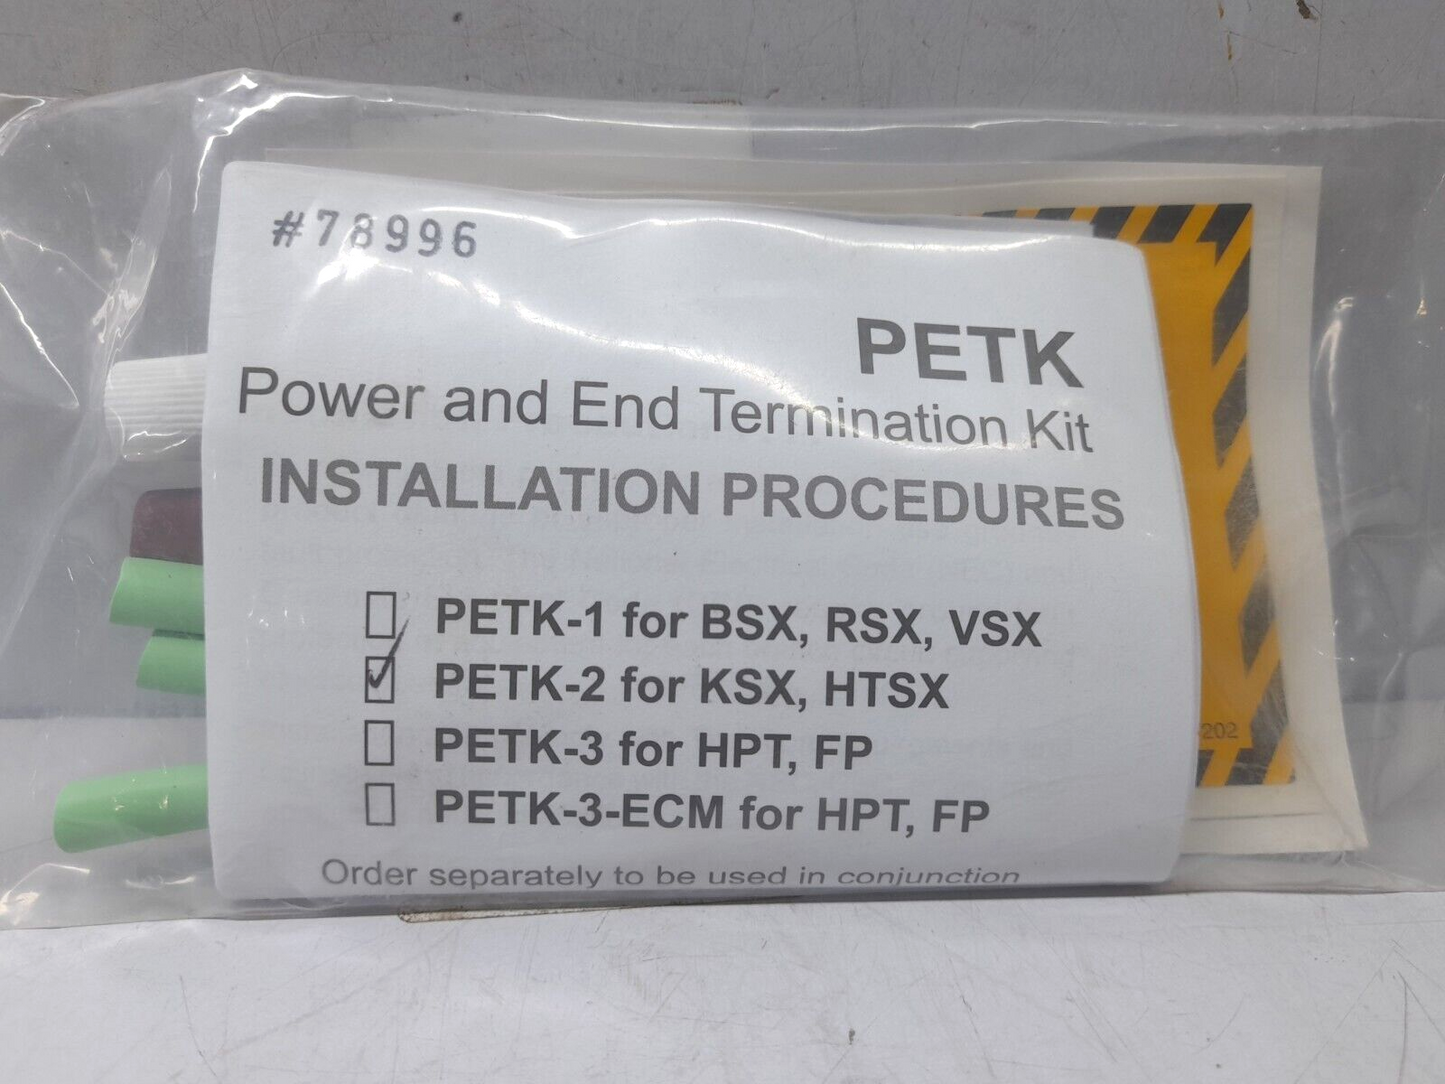 #78996
PETK
Power and End Termination Kit
INSTALLATION PROCEDURES
PETK-1 for BSX, RSX, VSX
PETK-2 for KSX, HTSX
PETK-3 for HPT, FP
PETK-3-ECM for HPT, FP
Order separately to be used in conjunction
-202